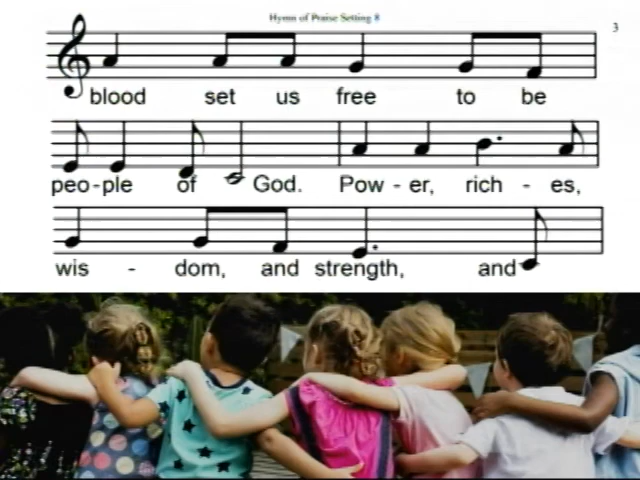 Hymn of Praise Setting 8
3
blood set us free to be
peo-ple of God. Pow - er, rich - es,
wis - dom, and strength, and